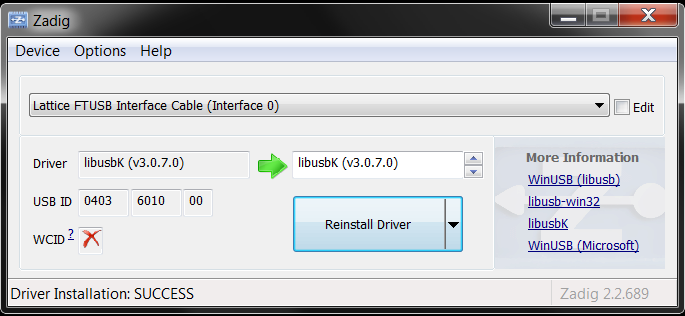 Zadig
Device Options Help
Lattice FTUSB Interface Cable (Interface 0)
Edit
Driver libusbK (v3.0.7.0) libusbK (v3.0.7.0)
USB ID 0403 6010 00
WCID ?
Reinstall Driver
More Information
WinUSB (libusb)
libusb-win32
libusbK
WinUSB (Microsoft)
Driver Installation: SUCCESS
Zadig 2.2.689